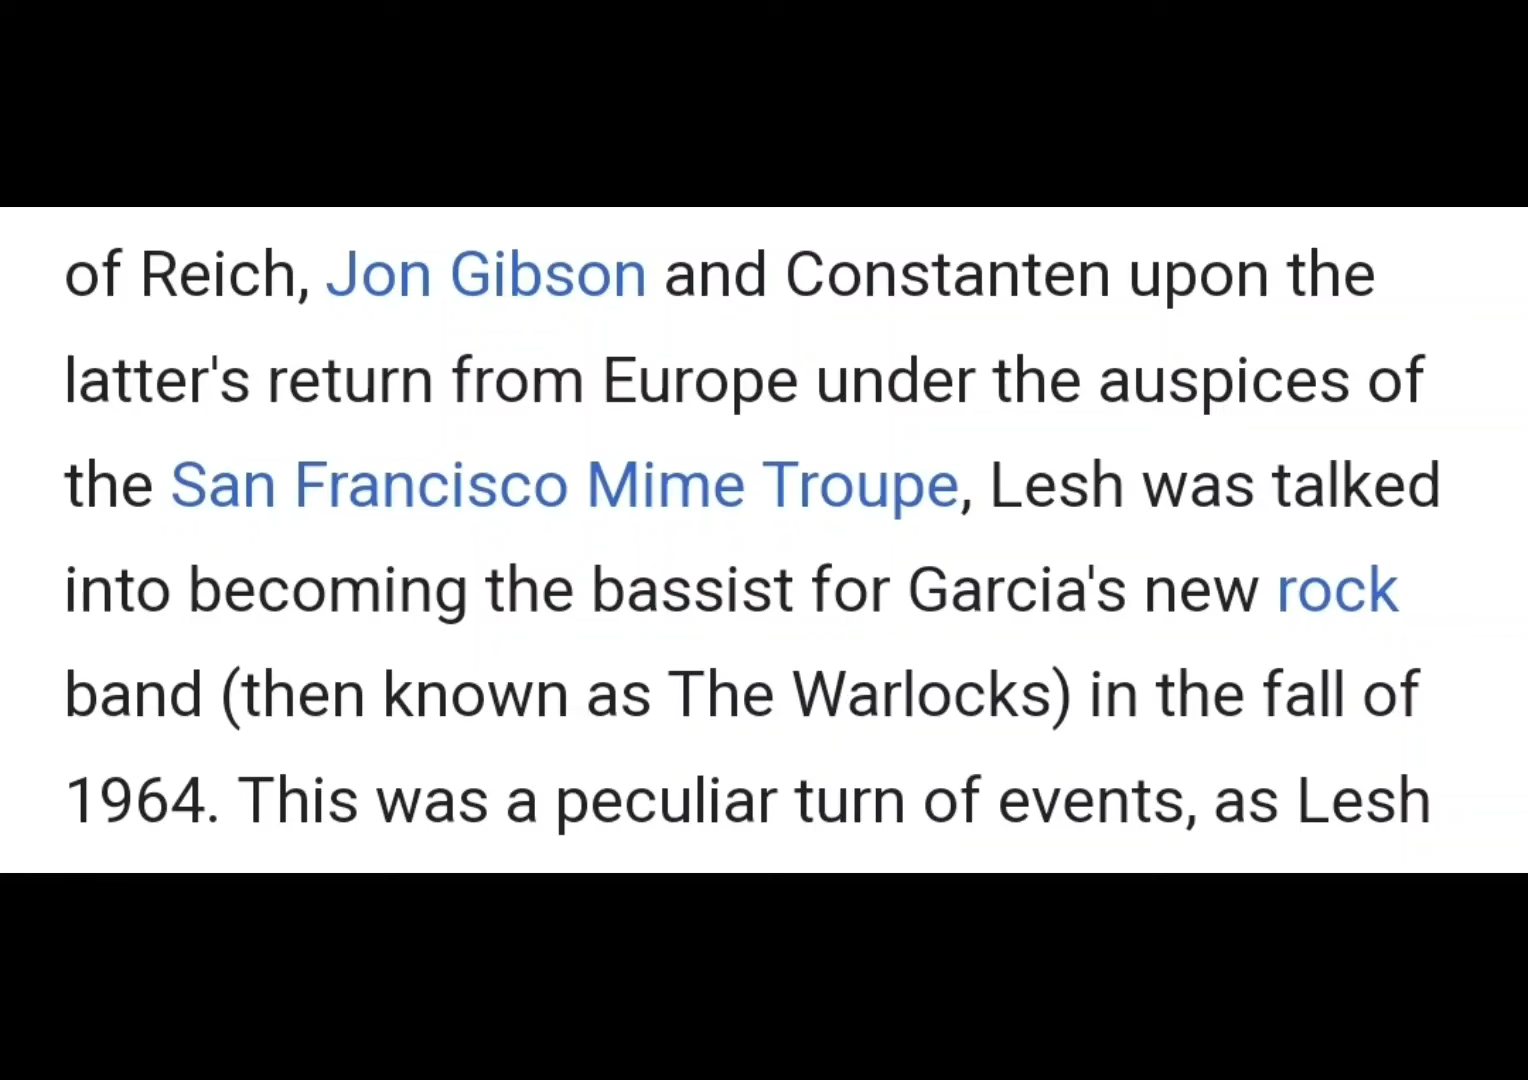 of Reich, Jon Gibson and Constanten upon the
latter's return from Europe under the auspices of
the San Francisco Mime Troupe, Lesh was talked
into becoming the bassist for Garcia's new rock
band (then known as The Warlocks) in the fall of
1964. This was a peculiar turn of events, as Lesh